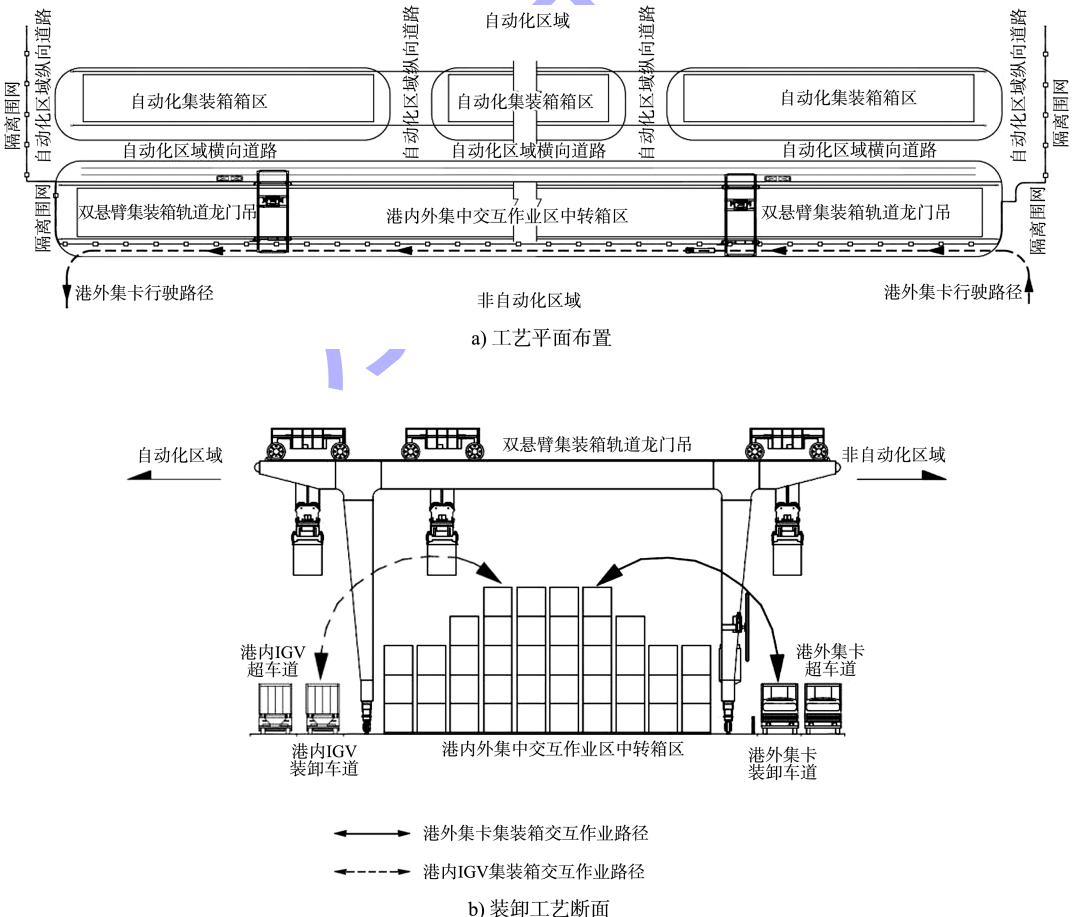 自动化区域
隔离围网
自动化区域纵向道路
自动化区域纵向道路
自动化区域纵向道路
自动化区域纵向道路
隔离围网
自动化集装箱箱区
自动化集装箱箱区
自动化集装箱箱区
自动化区域横向道路
自动化区域横向道路
自动化区域横向道路
隔离围网
双悬臂集装箱轨道龙门吊
港内外集中交互作业区中转箱区
双悬臂集装箱轨道龙门吊
隔离围网
港外集卡行驶路径
非自动化区域
港外集卡行驶路径
a) 工艺平面布置
自动化区域
双悬臂集装箱轨道龙门吊
非自动化区域
港内IGV
超车道
港外集卡
超车道
港内IGV
装卸车道
港内外集中交互作业区中转箱区
港外集卡
装卸车道
港外集卡集装箱交互作业路径
港内IGV集装箱交互作业路径
b) 装卸工艺断面